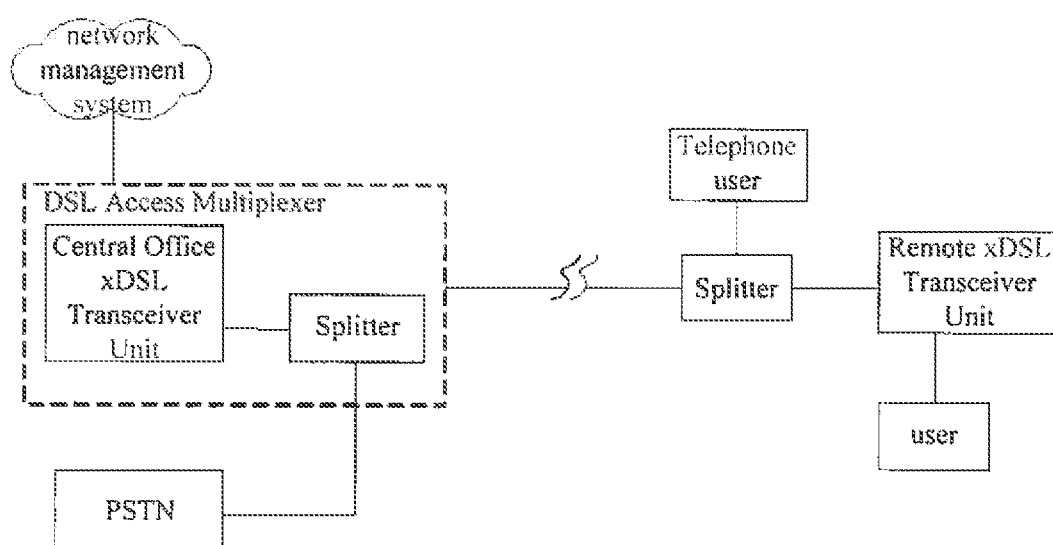 network
management
system
DSL Access Multiplexer
Central Office
xDSL
Transceiver
Unit
Splitter
PSTN
Telephone
user
Splitter
Remote xDSL
Transceiver
Unit
user